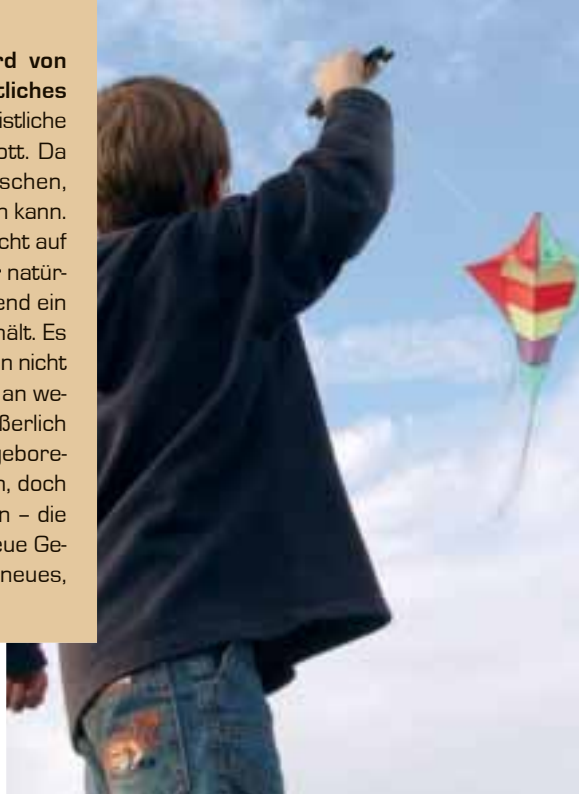 rd von
tliches
istliche
ott. Da
schen,
n kann.
cht auf
r natür-
end ein
hält. Es
n nicht
an we-
ßerlich
gebore-
n, doch
n – die
eue Ge-
neues,